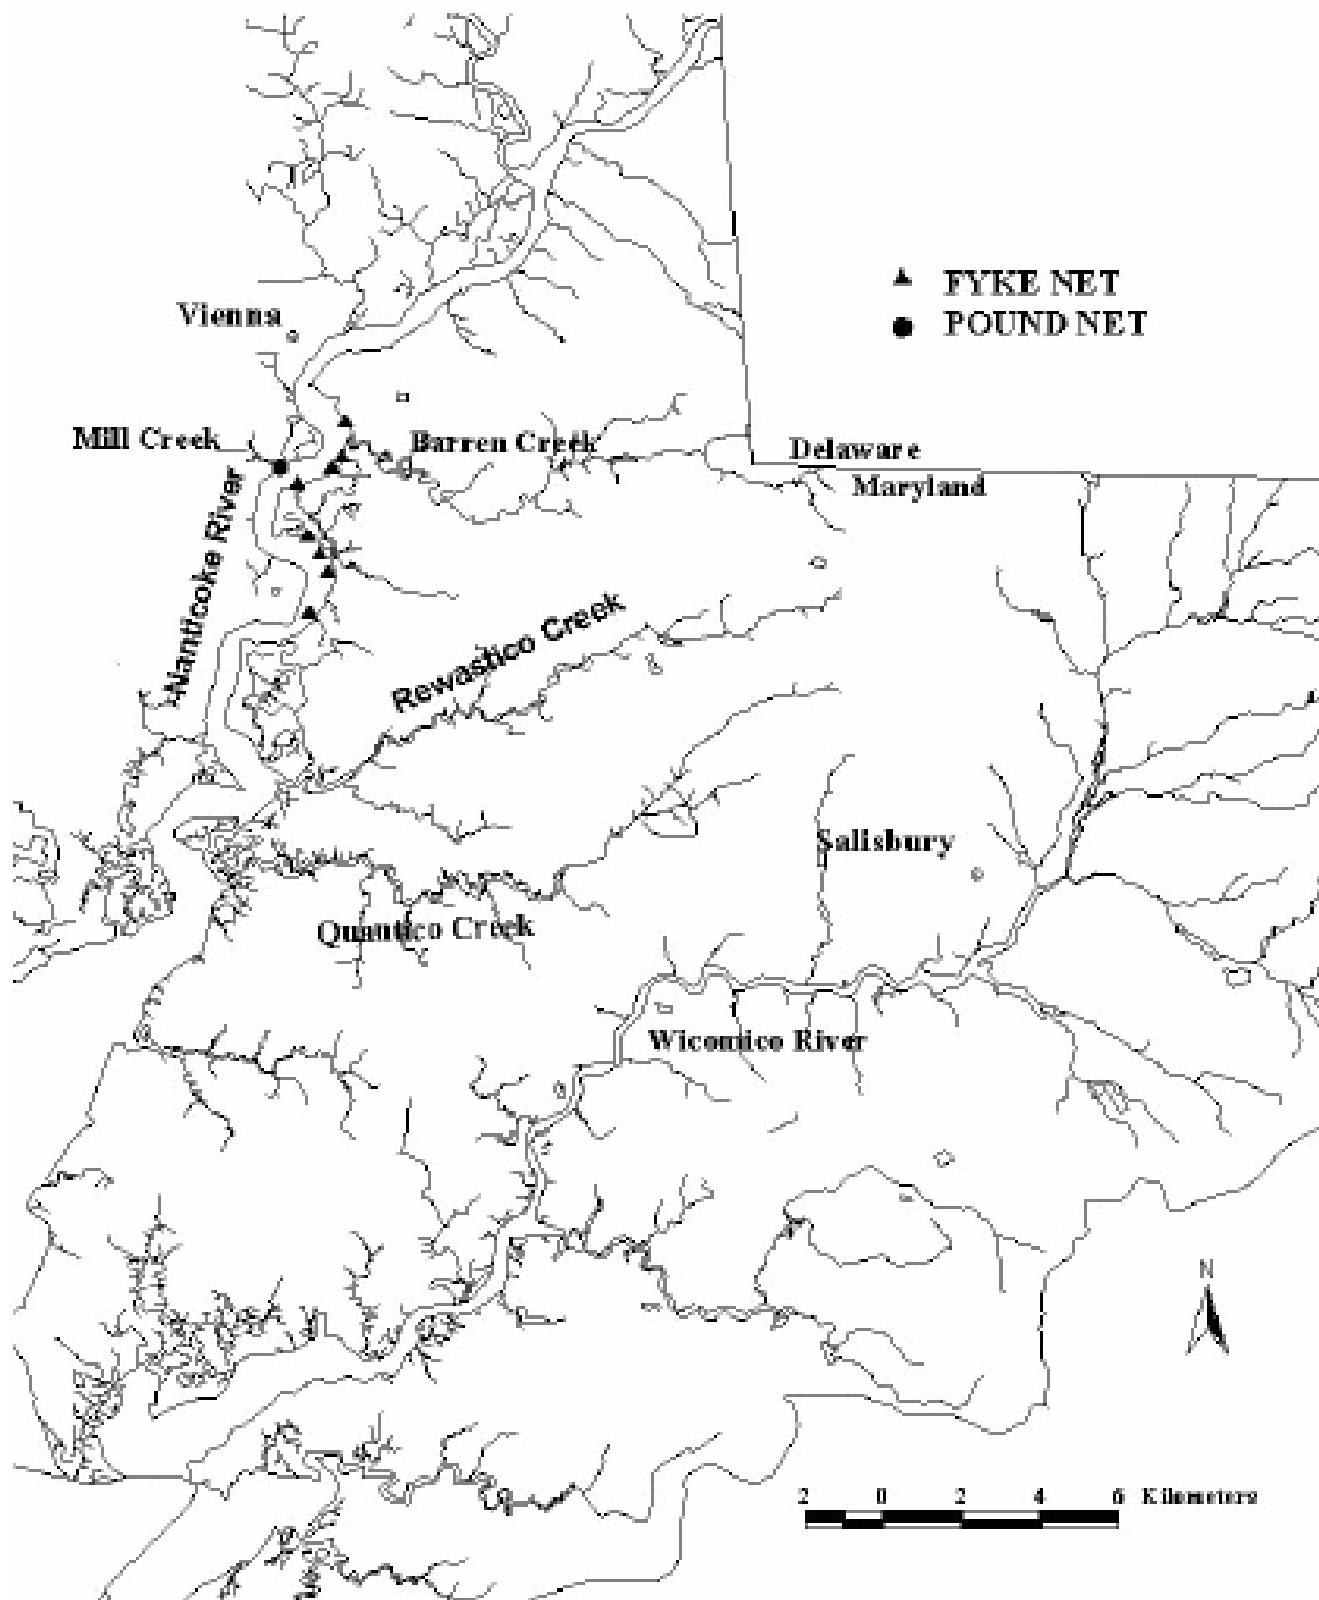 FYKE NET
POUND NET
Vienna
Mill Creek
Barren Creek
Delaware
Maryland
Nanticoke River
Rewastico Creek
Salisbury
Quantico Creek
Wicomico River
N
2 0 2 4 6 Kilometers